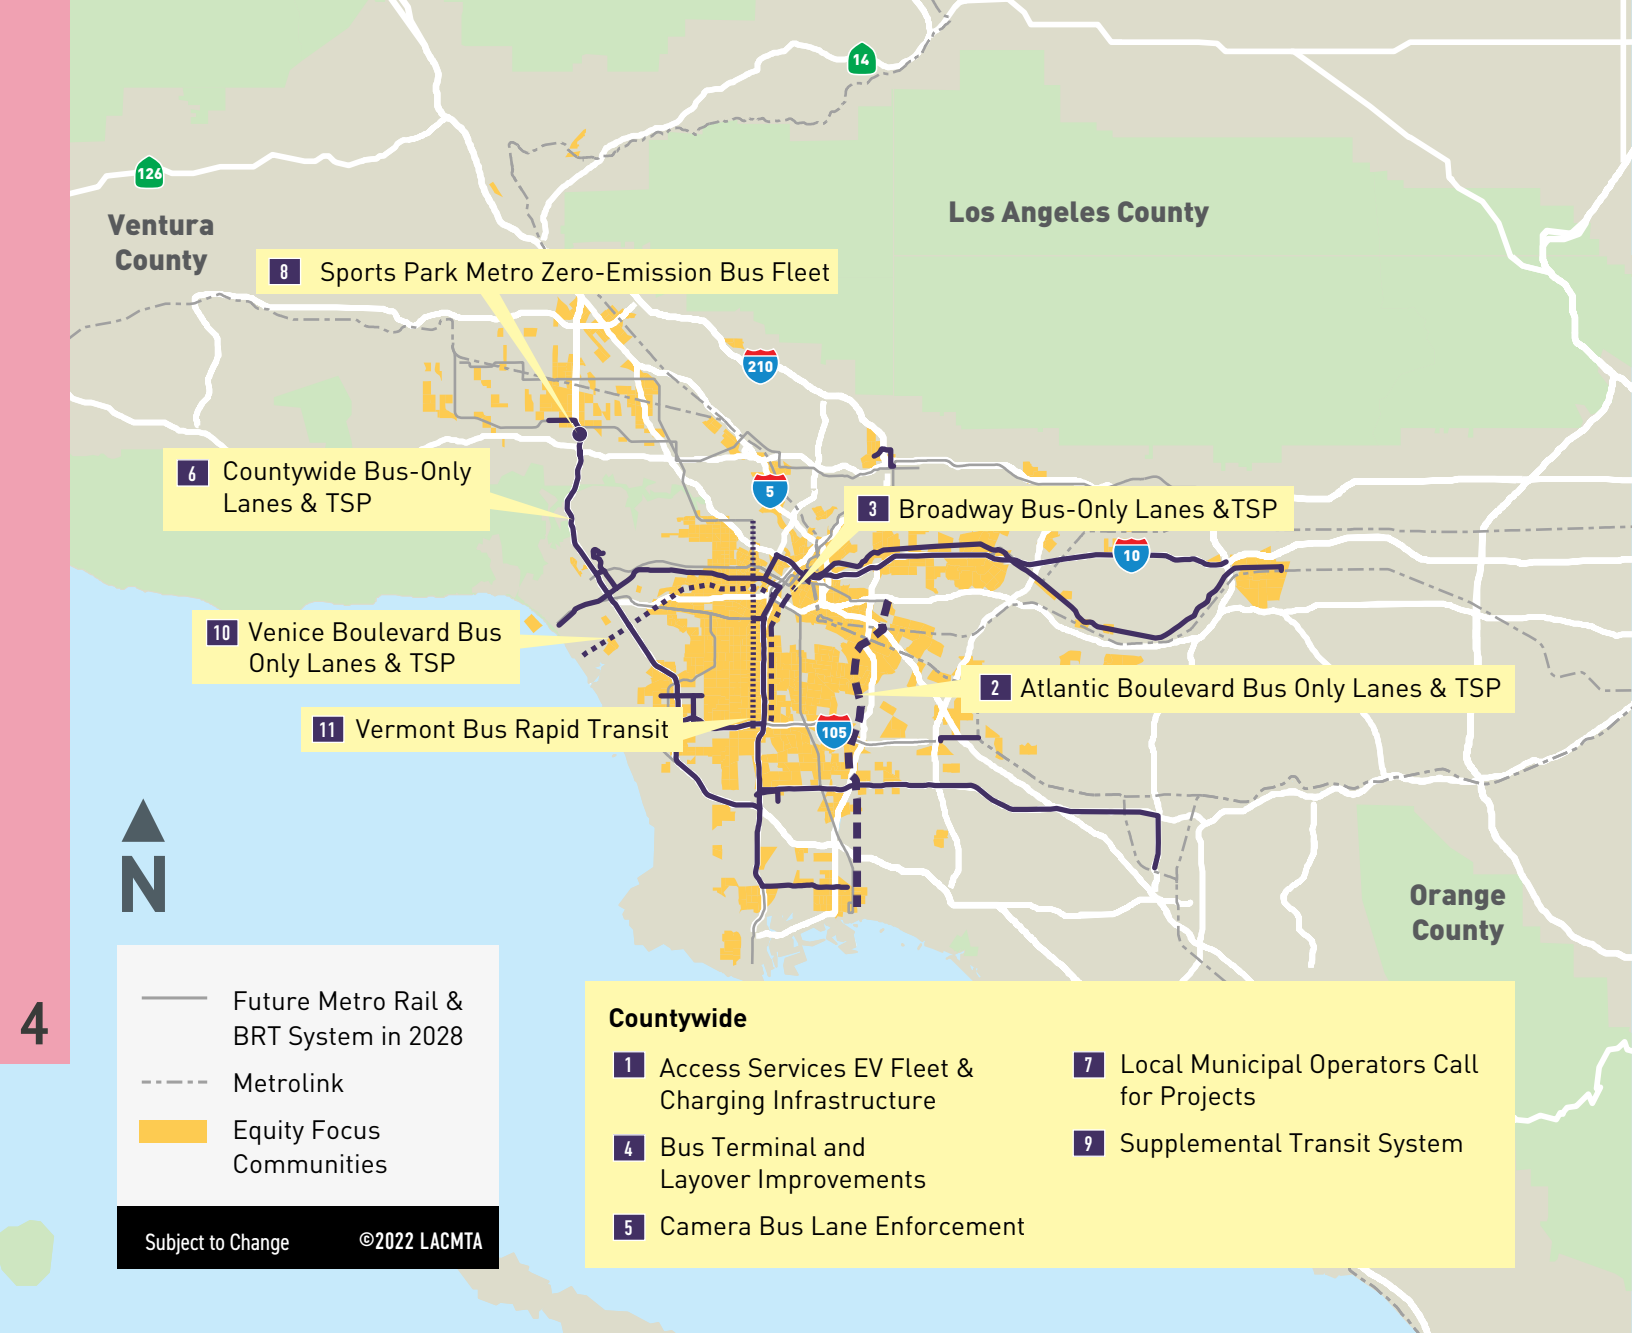 14
126
Ventura
County
Los Angeles County
8 Sports Park Metro Zero-Emission Bus Fleet
210
6 Countywide Bus-Only
Lanes & TSP
5
3 Broadway Bus-Only Lanes &TSP
10
10 Venice Boulevard Bus
Only Lanes & TSP
2 Atlantic Boulevard Bus Only Lanes & TSP
11 Vermont Bus Rapid Transit
105
N
Orange
County
4
Future Metro Rail &
BRT System in 2028
Metrolink
Equity Focus
Communities
Subject to Change ©2022 LACMTA
Countywide
1 Access Services EV Fleet &
Charging Infrastructure
4 Bus Terminal and
Layover Improvements
5 Camera Bus Lane Enforcement
7 Local Municipal Operators Call
for Projects
9 Supplemental Transit System